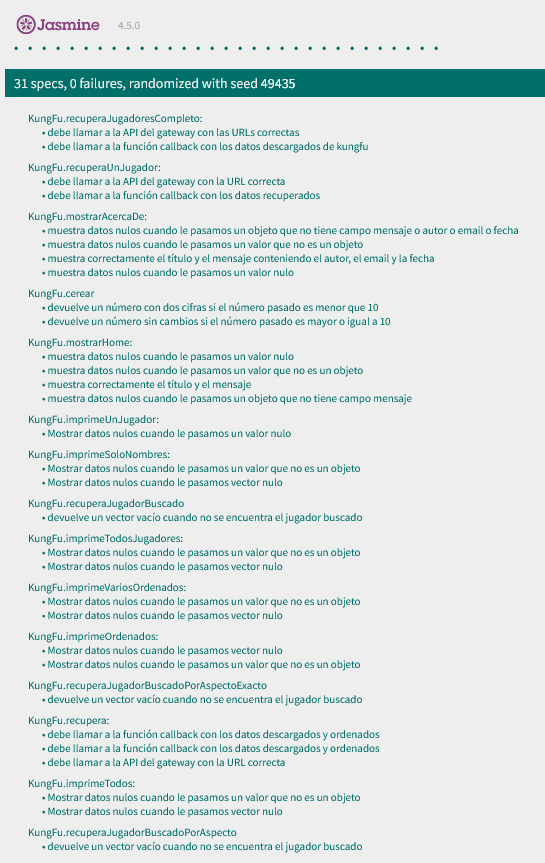 Jasmine 4.5.0
31 specs, 0 failures, randomized with seed 49435
KungFu.recuperaJugadoresCompleto:
• debe llamar a la API del gateway con las URLs correctas
• debe llamar a la función callback con los datos descargados de kungfu
KungFu.recuperaUnJugador:
• debe llamar a la API del gateway con la URL correcta
• debe llamar a la función callback con los datos recuperados
KungFu.mostrarAcercaDe:
• muestra datos nulos cuando le pasamos un objeto que no tiene campo mensaje o autor o email o fecha
• muestra datos nulos cuando le pasamos un valor que no es un objeto
• muestra correctamente el título y el mensaje conteniendo el autor, el email y la fecha
• muestra datos nulos cuando le pasamos un valor nulo
KungFu.cerear
• devuelve un número con dos cifras si el número pasado es menor que 10
• devuelve un número sin cambios si el número pasado es mayor o igual a 10
KungFu.mostrarHome:
• muestra datos nulos cuando le pasamos un valor nulo
• muestra datos nulos cuando le pasamos un valor que no es un objeto
• muestra correctamente el título y el mensaje
• muestra datos nulos cuando le pasamos un objeto que no tiene campo mensaje
KungFu.imprimeUnJugador:
• Mostrar datos nulos cuando le pasamos un valor nulo
KungFu.imprimeSoloNombres:
• Mostrar datos nulos cuando le pasamos un valor que no es un objeto
• Mostrar datos nulos cuando le pasamos vector nulo
KungFu.recuperaJugadorBuscado
• devuelve un vector vacío cuando no se encuentra el jugador buscado
KungFu.imprimeTodosJugadores:
• Mostrar datos nulos cuando le pasamos un valor que no es un objeto
• Mostrar datos nulos cuando le pasamos vector nulo
KungFu.imprimeVariosOrdenados:
• Mostrar datos nulos cuando le pasamos un valor que no es un objeto
• Mostrar datos nulos cuando le pasamos vector nulo
KungFu.imprimeOrdenados:
• Mostrar datos nulos cuando le pasamos vector nulo
• Mostrar datos nulos cuando le pasamos un valor que no es un objeto
KungFu.recuperaJugadorBuscadoPorAspectoExacto
• devuelve un vector vacío cuando no se encuentra el jugador buscado
KungFu.recupera:
• debe llamar a la función callback con los datos descargados y ordenados
• debe llamar a la función callback con los datos descargados y ordenados
• debe llamar a la API del gateway con la URL correcta
KungFu.imprimeTodos:
• Mostrar datos nulos cuando le pasamos un valor que no es un objeto
• Mostrar datos nulos cuando le pasamos vector nulo
KungFu.recuperaJugadorBuscadoPorAspecto
• devuelve un vector vacío cuando no se encuentra el jugador buscado